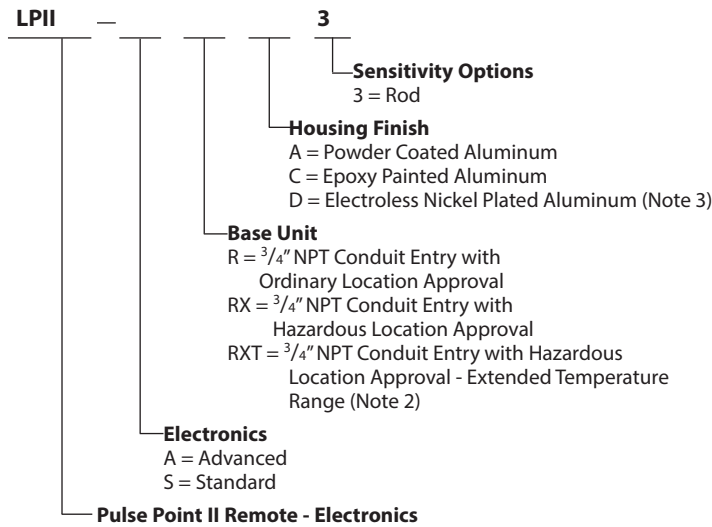 LPII — 3
Sensitivity Options
3 = Rod
Housing Finish
A = Powder Coated Aluminum
C = Epoxy Painted Aluminum
D = Electroless Nickel Plated Aluminum (Note 3)
Base Unit
R = 3/4" NPT Conduit Entry with
Ordinary Location Approval
RX = 3/4" NPT Conduit Entry with
Hazardous Location Approval
RXT = 3/4" NPT Conduit Entry with Hazardous
Location Approval - Extended Temperature
Range (Note 2)
Electronics
A = Advanced
S = Standard
Pulse Point II Remote - Electronics